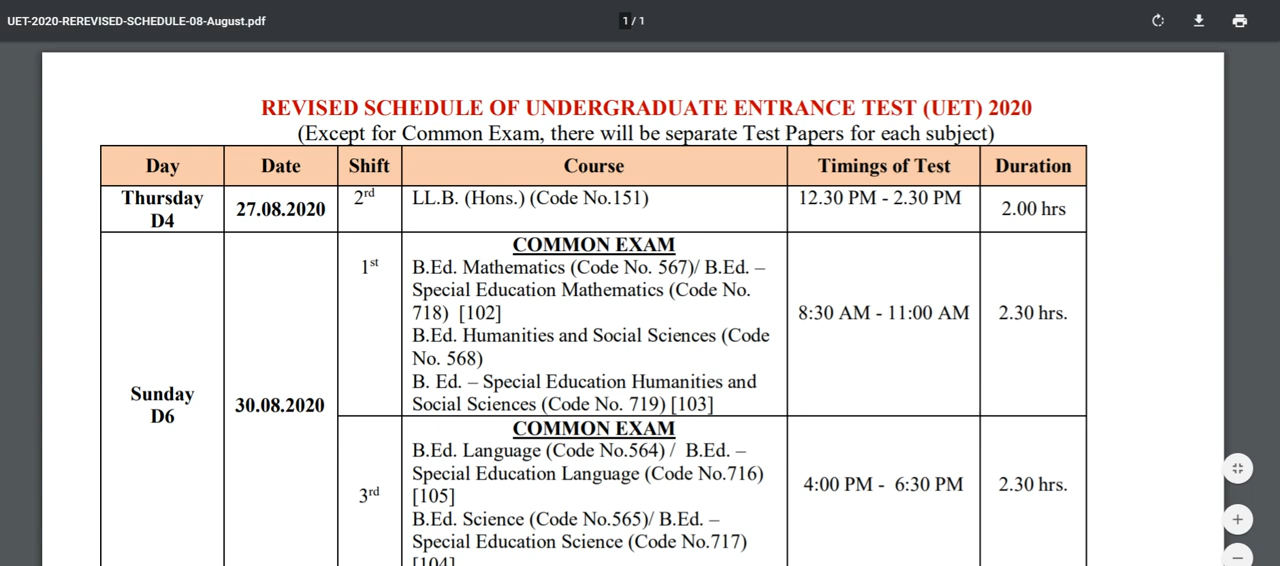 UET-2020-REREVISED-SCHEDULE-08-August.pdf
1 / 1
REVISED SCHEDULE OF UNDERGRADUATE ENTRANCE TEST (UET) 2020
(Except for Common Exam, there will be separate Test Papers for each subject)
Day Date Shift Course Timings of Test Duration
Thursday
D4
27.08.2020
2rd
LL.B. (Hons.) (Code No.151)
12.30 PM - 2.30 PM
2.00 hrs
Sunday
D6
30.08.2020
1st
COMMON EXAM
B.Ed. Mathematics (Code No. 567)/ B.Ed. –
Special Education Mathematics (Code No.
718) [102]
B.Ed. Humanities and Social Sciences (Code
No. 568)
B. Ed. – Special Education Humanities and
Social Sciences (Code No. 719) [103]
8:30 AM - 11:00 AM
2.30 hrs.
3rd
COMMON EXAM
B.Ed. Language (Code No.564) / B.Ed. –
Special Education Language (Code No.716)
[105]
B.Ed. Science (Code No.565)/ B.Ed. –
Special Education Science (Code No.717)
[104]
4:00 PM - 6:30 PM
2.30 hrs.